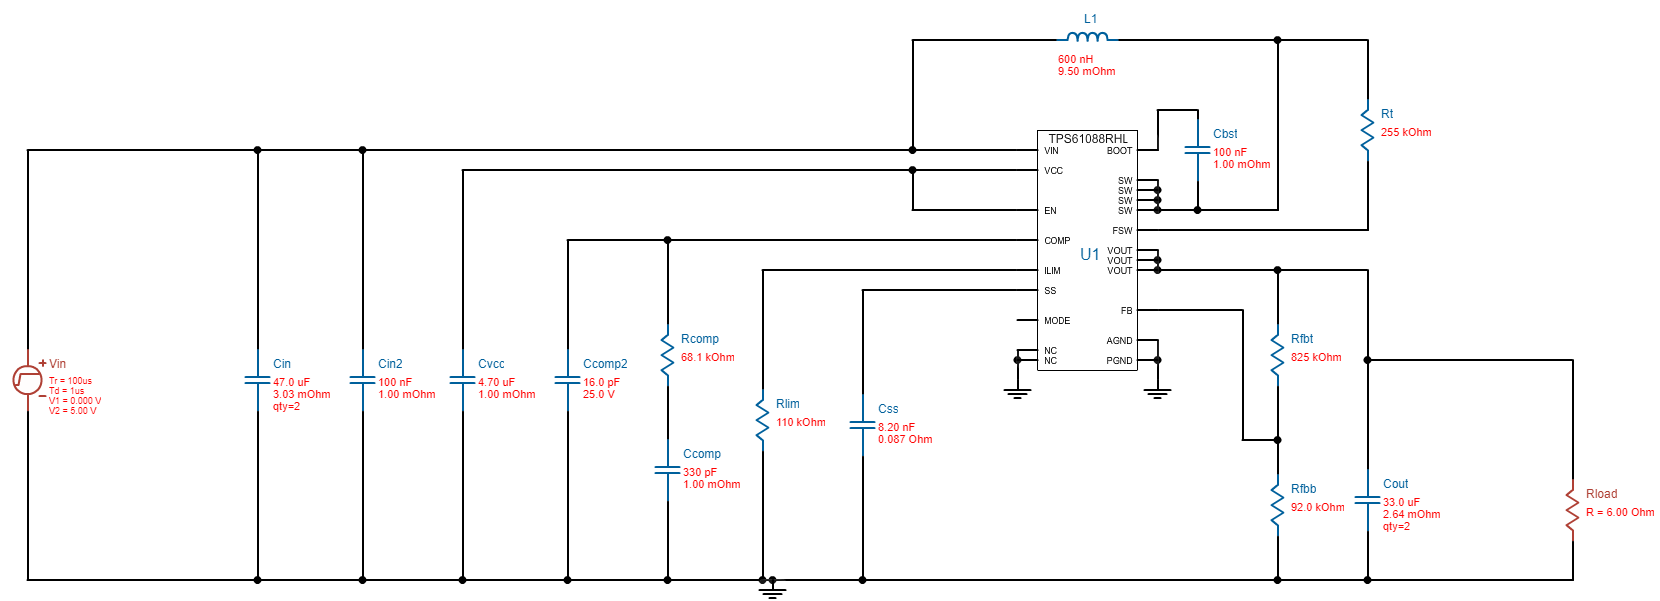 L1
600 nH
9.50 mOhm
Rt
255 kOhm
TPS61088RHL
VIN
VCC
EN
COMP
ILIM
SS
MODE
NC
NC
U1
BOOT
SW
SW
SW
SW
FSW
VOUT
VOUT
VOUT
FB
AGND
PGND
Cbst
100 nF
1.00 mOhm
+ Vin
Tr = 100us
Td = 1us
V1 = 0.000 V
V2 = 5.00 V
Cin
47.0 uF
3.03 mOhm
qty=2
Cin2
100 nF
1.00 mOhm
Cvcc
4.70 uF
1.00 mOhm
Ccomp2
16.0 pF
25.0 V
Rcomp
68.1 kOhm
Ccomp
330 pF
1.00 mOhm
Rlim
110 kOhm
Css
8.20 nF
0.087 Ohm
Rfbt
825 kOhm
Rfbb
92.0 kOhm
Cout
33.0 uF
2.64 mOhm
qty=2
Rload
R = 6.00 Ohm